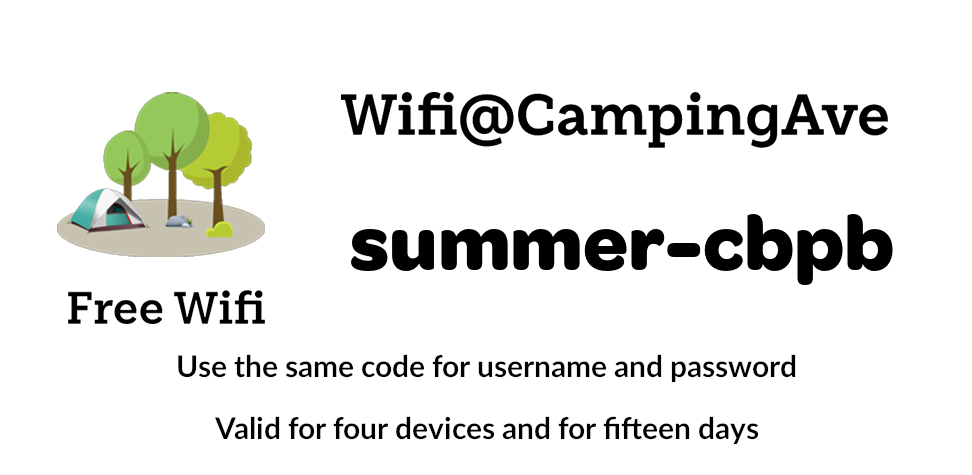 Wifi@CampingAve
summer-cbpb
Free Wifi
Use the same code for username and password
Valid for four devices and for fifteen days